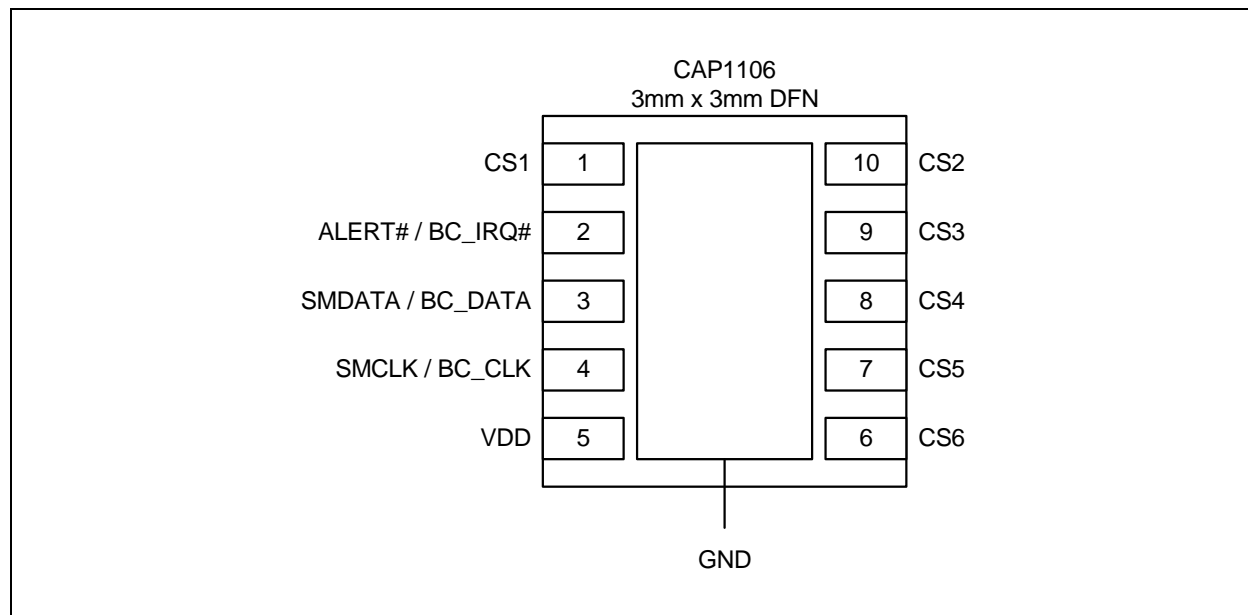 CAP1106
3mm x 3mm DFN
CS1 1 10 CS2
ALERT# / BC_IRQ# 2 9 CS3
SMDATA / BC_DATA 3 8 CS4
SMCLK / BC_CLK 4 7 CS5
VDD 5 6 CS6
GND